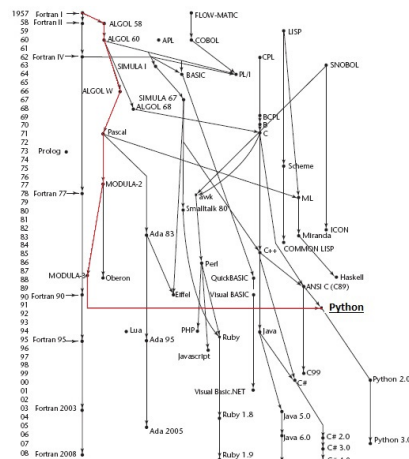 1957 Fortran I FLOW-MATIC
58 Fortran II ALGOL 58
59 LISP
60 ALGOL 60 APL COBOL
61
62 Fortran IV CPL
63 SIMULA I SNOBOL
64 BASIC PL/I
65
66 ALGOL W
67 SIMULA 67
68 ALGOL 68
69 BCPL
70 B
71 Pascal C
72
73 Prolog
74
75 Scheme
76
77 MODULA-2
78 Fortran 77 awk ML
79
80 Smalltalk 80
81
82 ICON
83 Ada 83 Miranda
84 COMMON LISP
85 C++
86 Perl
87
88 MODULA-3 Oberon QuickBASIC Haskell
89 ANSI C (C89)
90 Fortran 90 Eiffel Visual BASIC
91 Python
92
93
94 Lua PHP Java
95 Fortran 95 Ada 95 Ruby
96 Javascript
97
98
99 C99
00 C# Python 2.0
01 Visual Basic.NET
02
03 Fortran 2003 Java 5.0
04 Ruby 1.8
05 Ada 2005
06 Java 6.0 C# 2.0
07 C# 3.0 Python 3.0
08 Fortran 2008 Ruby 1.9